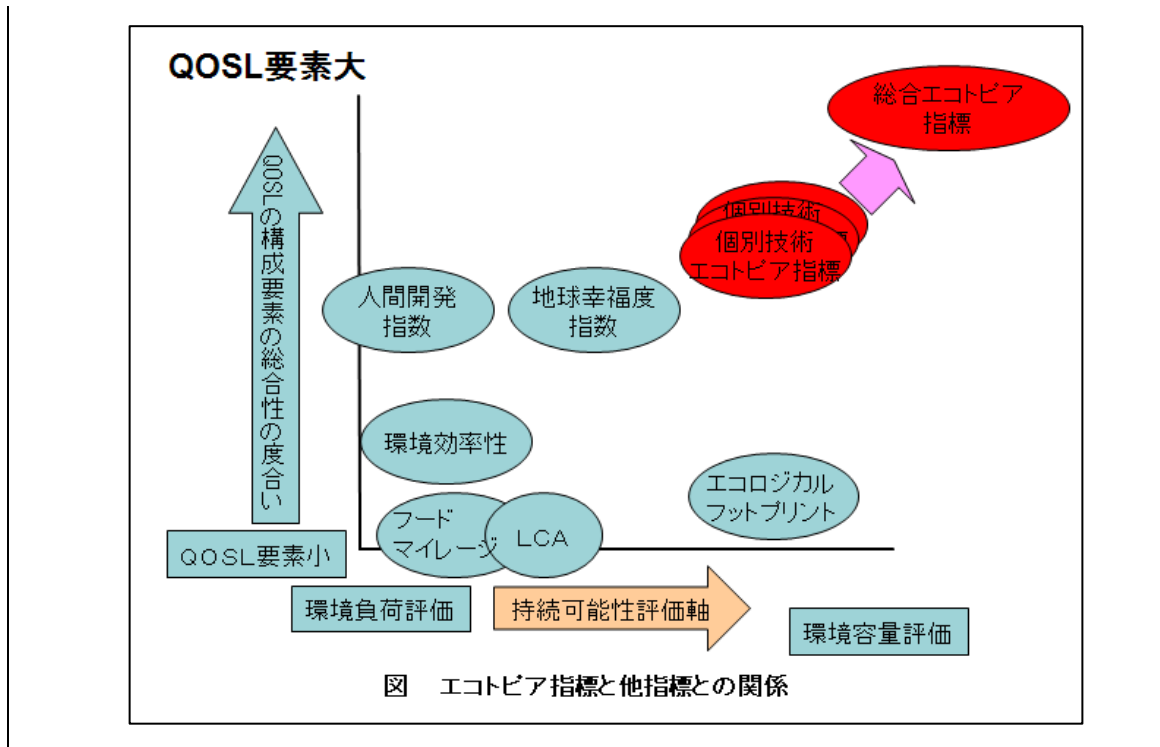 QOSL要素大
総合エコトピア
指標
QOSLの構成要素の総合性の度合い
個別技術
個別技術
エコトピア指標
人間開発
指数
地球幸福度
指数
環境効率性
エコロジカル
フットプリント
フード
マイレージ
LCA
QOSL要素小
環境負荷評価
持続可能性評価軸
環境容量評価
図 エコトピア指標と他指標との関係